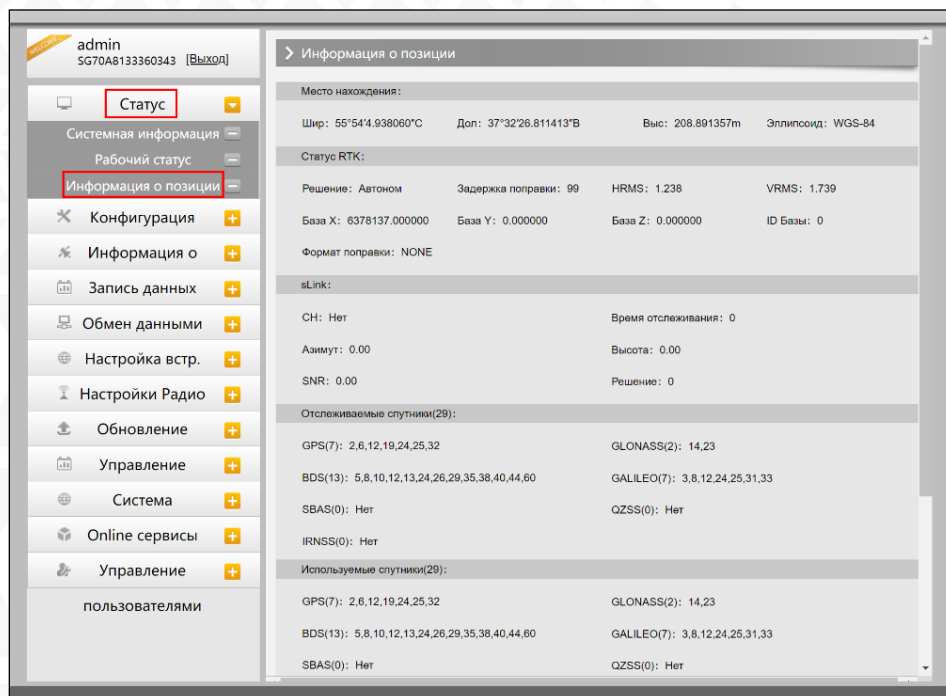 WELCOME
admin
SG70A8133360343 [Выход]
Статус
Системная информация
Рабочий статус
Информация о позиции
Конфигурация
Информация о
Запись данных
Обмен данными
Настройка встр.
Настройки Радио
Обновление
Управление
Система
Online сервисы
Управление
пользователями
Информация о позиции
Место нахождения:
Шир: 55°54'4.938060"С Дол: 37°32'26.811413"В Выс: 208.891357m Эллипсоид: WGS-84
Статус RTK:
Решение: Автоном Задержка поправки: 99 HRMS: 1.238 VRMS: 1.739
База X: 6378137.000000 База Y: 0.000000 База Z: 0.000000 ID Базы: 0
Формат поправки: NONE
sLink:
CH: Нет Время отслеживания: 0
Азимут: 0.00 Высота: 0.00
SNR: 0.00 Решение: 0
Отслеживаемые спутники(29):
GPS(7): 2,6,12,19,24,25,32 GLONASS(2): 14,23
BDS(13): 5,8,10,12,13,24,26,29,35,38,40,44,60 GALILEO(7): 3,8,12,24,25,31,33
SBAS(0): Нет QZSS(0): Нет
IRNSS(0): Нет
Используемые спутники(29):
GPS(7): 2,6,12,19,24,25,32 GLONASS(2): 14,23
BDS(13): 5,8,10,12,13,24,26,29,35,38,40,44,60 GALILEO(7): 3,8,12,24,25,31,33
SBAS(0): Нет QZSS(0): Нет